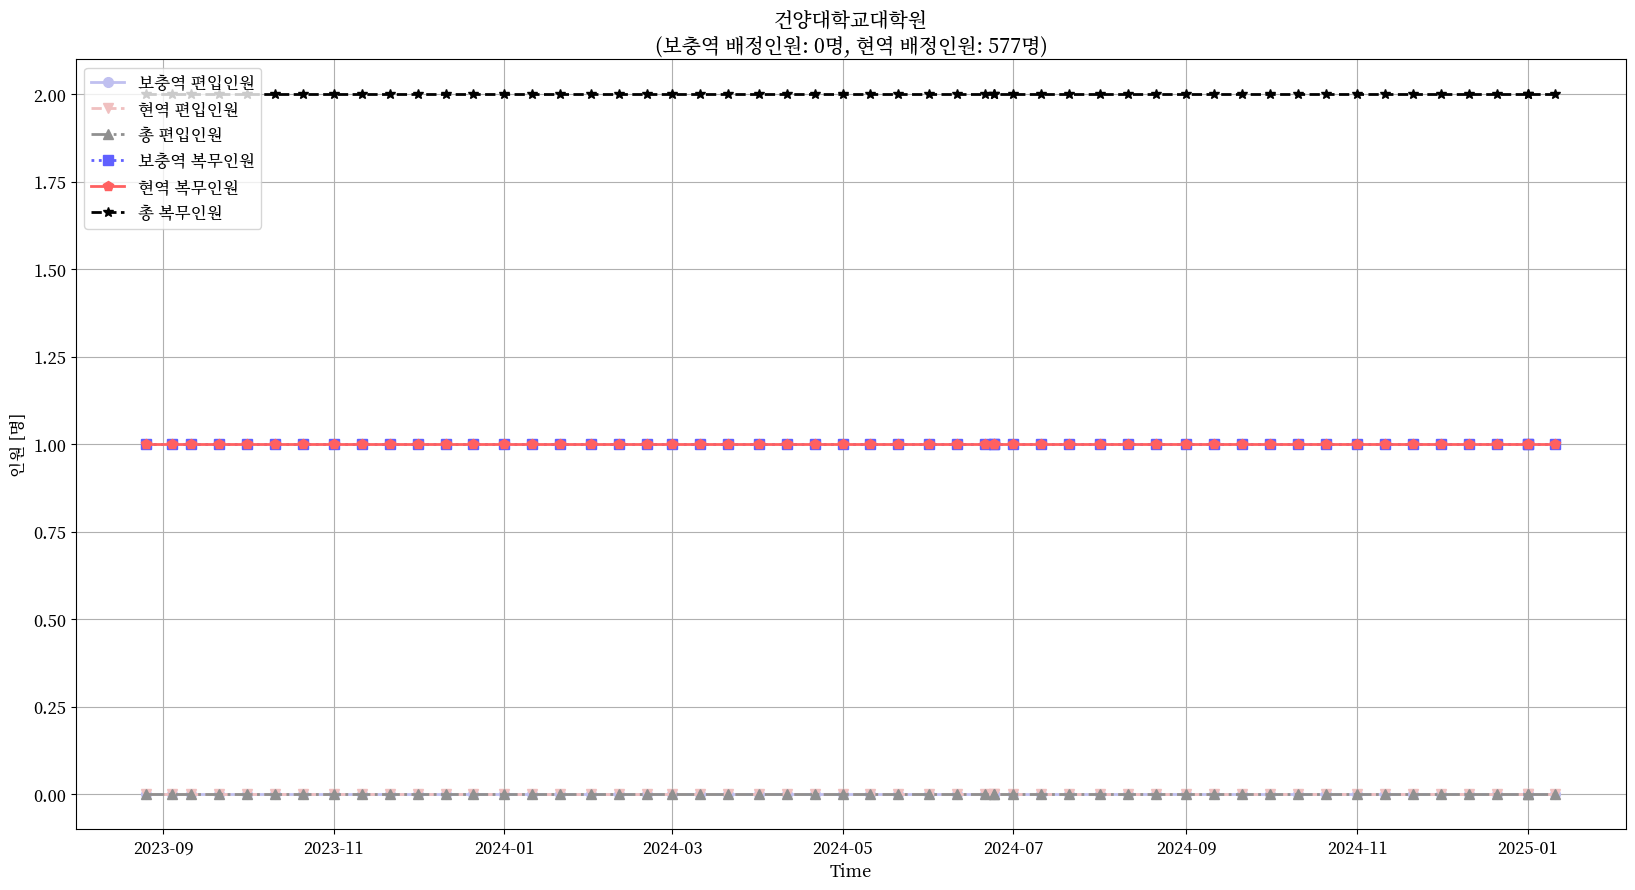 건양대학교대학원
(보충역 배정인원: 0명, 현역 배정인원: 577명)
보충역 편입인원
현역 편입인원
총 편입인원
보충역 복무인원
현역 복무인원
총 복무인원
인원 [명]
2.00
1.75
1.50
1.25
1.00
0.75
0.50
0.25
0.00
2023-09
2023-11
2024-01
2024-03
2024-05
2024-07
2024-09
2024-11
2025-01
Time